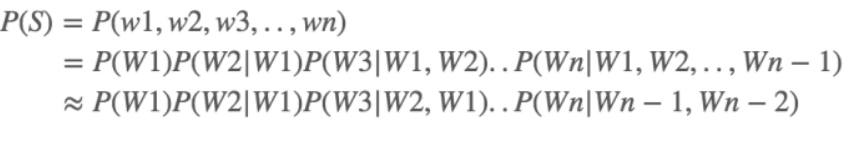 P(S) = P(w1, w2, w3, . . , wn)
= P(W1)P(W2|W1)P(W3|W1, W2). . P(Wn|W1, W2, . . , Wn − 1)
≈ P(W1)P(W2|W1)P(W3|W2, W1). . P(Wn|Wn − 1, Wn − 2)